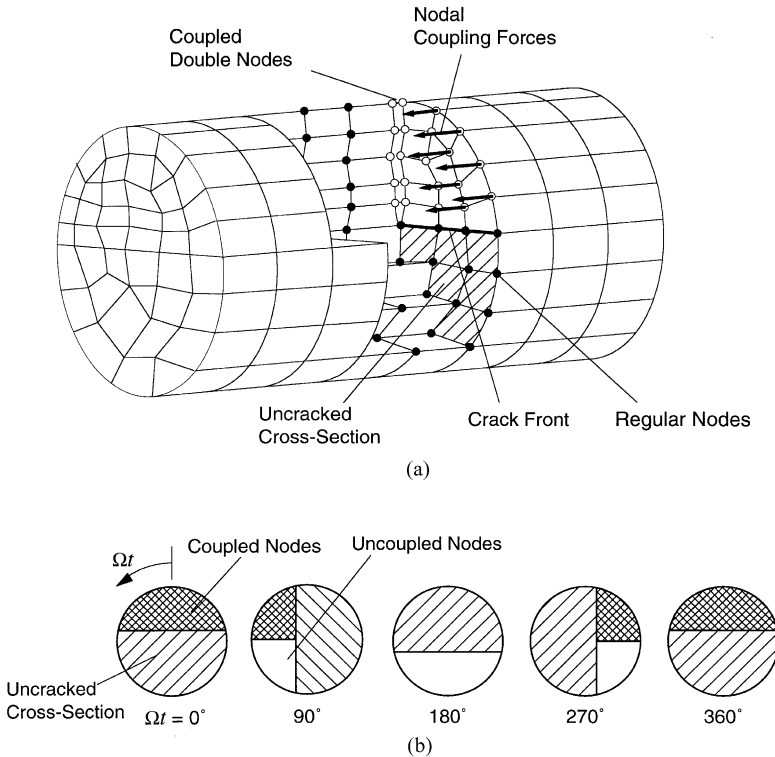 Nodal
Coupling Forces
Coupled
Double Nodes
Uncracked
Cross-Section
Crack Front
Regular Nodes
(a)
Ωt
Coupled Nodes
Uncoupled Nodes
Uncracked
Cross-Section
Ωt = 0° 90° 180° 270° 360°
(b)